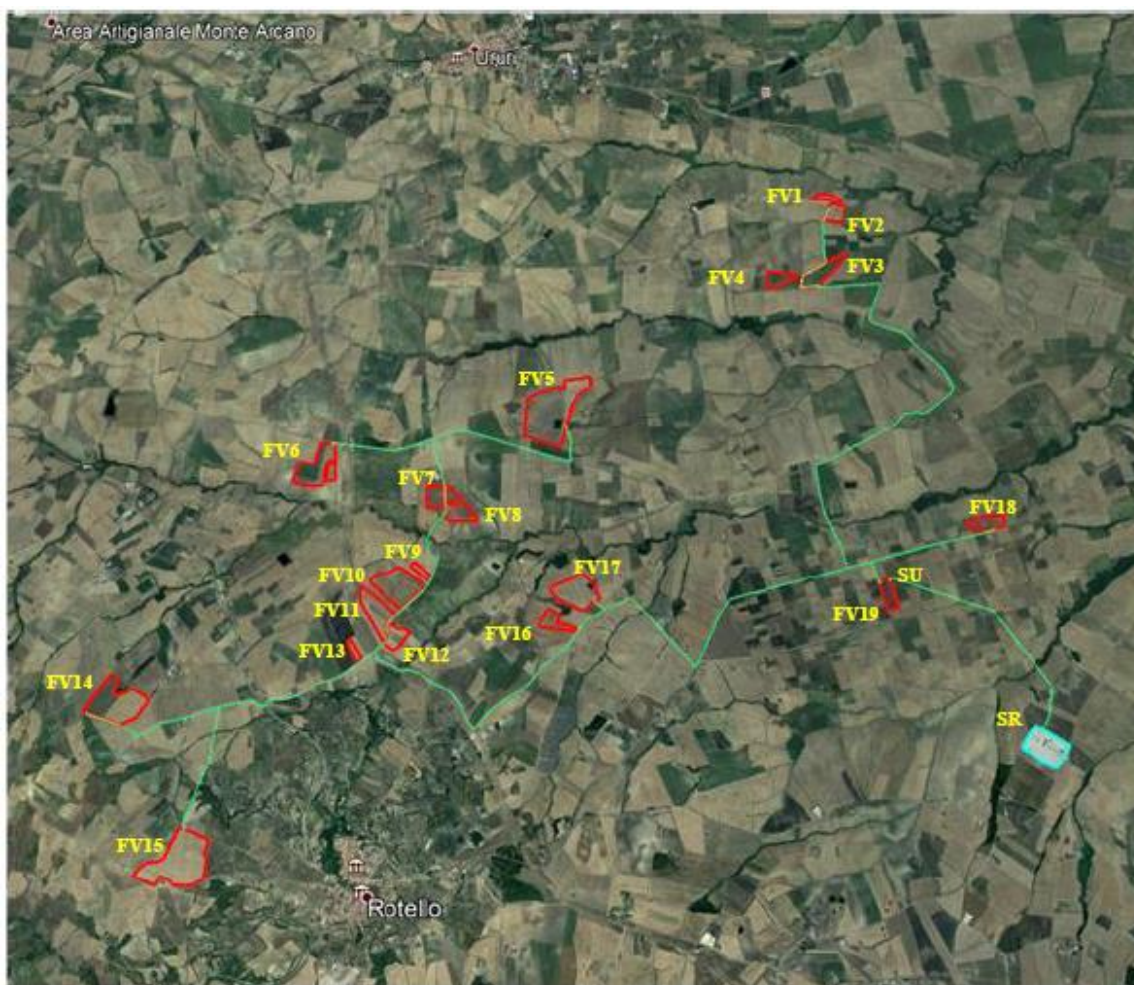 Area Artigianale Monte Arcano
Ururi
FV1
FV2
FV3
FV4
FV5
FV6
FV7
FV8
FV9
FV10
FV17
FV18
FV11
SU
FV19
FV16
FV13
FV12
FV14
SR
FV15
Rotello